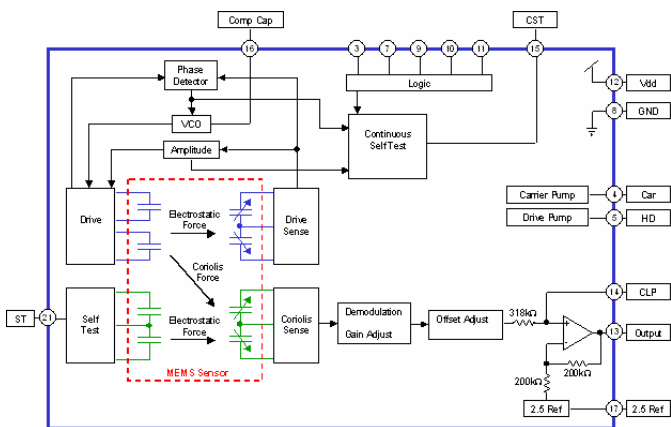 Comp Cap
CST
16
3
7
9
10
11
15
Phase
Detector
Logic
12
Vdd
VCO
Continuous
Self Test
8
GND
Amplitude
Drive
Electrostatic
Force
Drive
Sense
Carrier Pump
4
Car
Drive Pump
5
HD
Coriolis
Force
14
CLP
ST
21
Self
Test
Electrostatic
Force
Coriolis
Sense
Demodulation
Gain Adjust
Offset Adjust
318kΩ
+
-
13
Output
200kΩ
200kΩ
MEMS Sensor
2.5 Ref
17
2.5 Ref